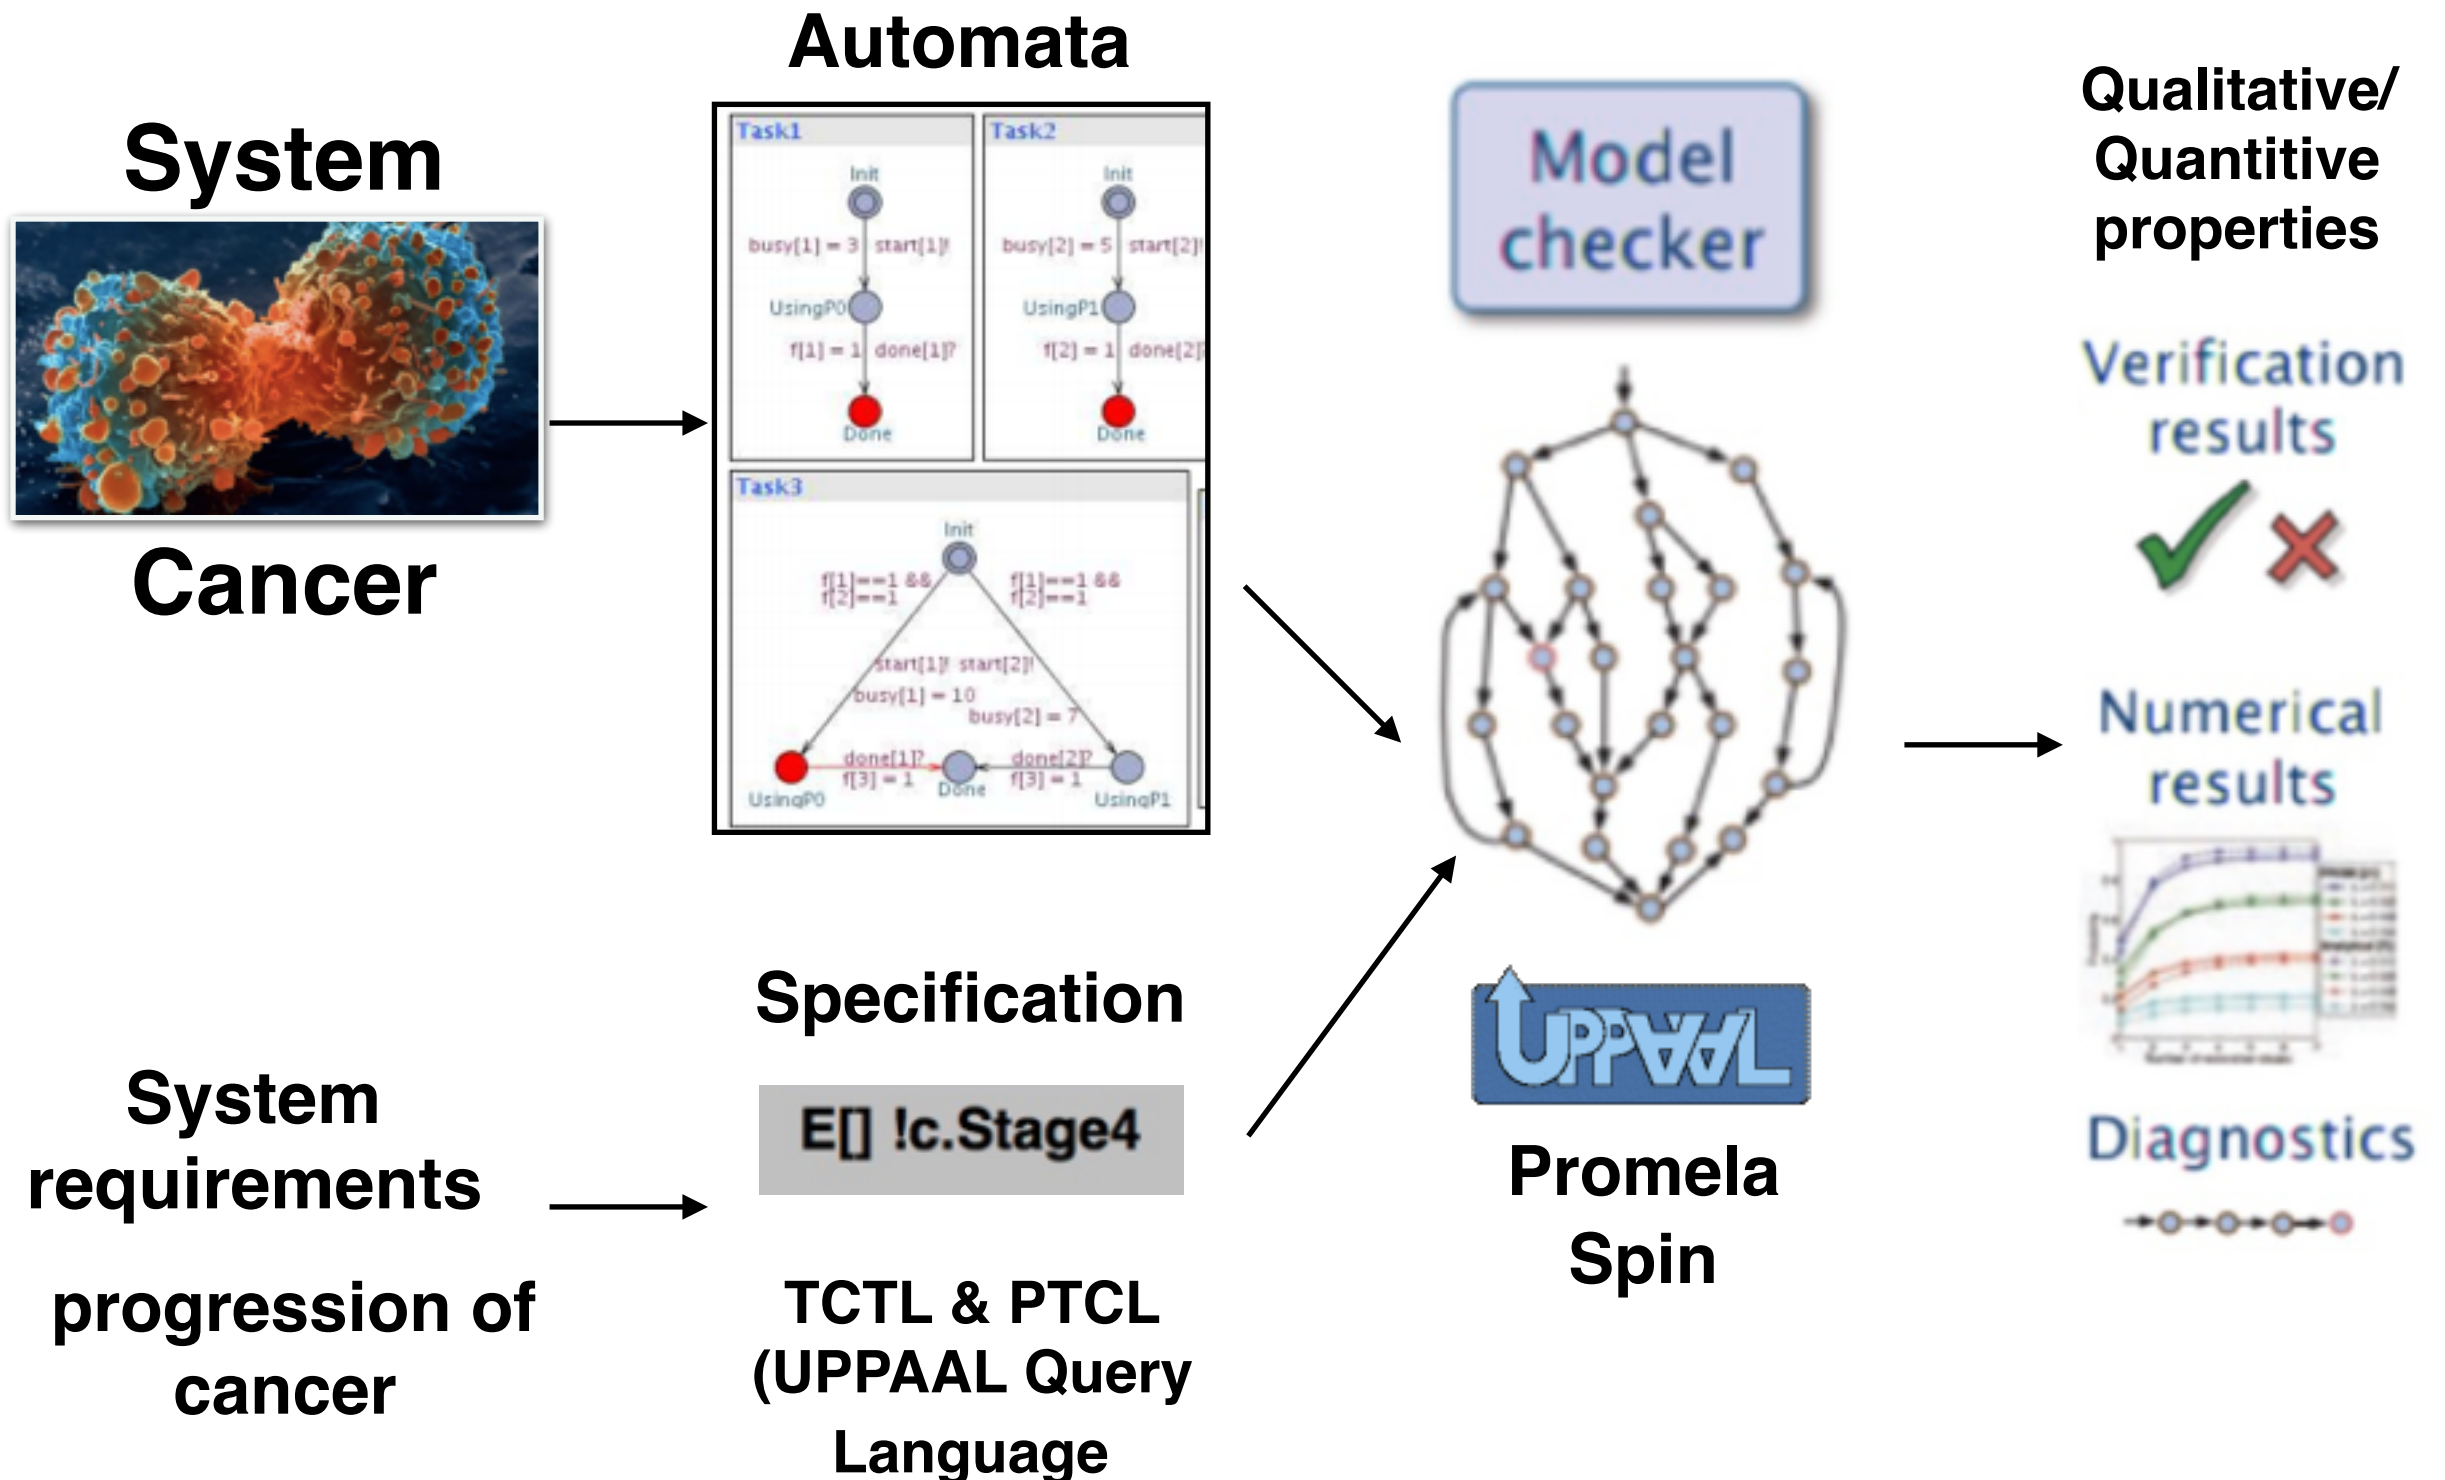 System
Cancer
System
requirements
progression of
cancer
Automata
Task1
Init
busy[1] = 3 start[1]!
UsingP0
f[1] = 1 done[1]?
Done
Task2
Init
busy[2] = 5 start[2]!
UsingP1
f[2] = 1 done[2]?
Done
Task3
Init
f[1]==1 && f[1]==1 &&
f[2]==1 f[2]==1
start[1]! start[2]!
busy[1] = 10
busy[2] = 7
done[1]? done[2]?
f[3] = 1 f[3] = 1
UsingP0 Done UsingP1
Specification
E[] !c.Stage4
TCTL & PTCL
(UPPAAL Query
Language
Model
checker
UPPAAL
Promela
Spin
Qualitative/
Quantitive
properties
Verification
results
Numerical
results
Diagnostics